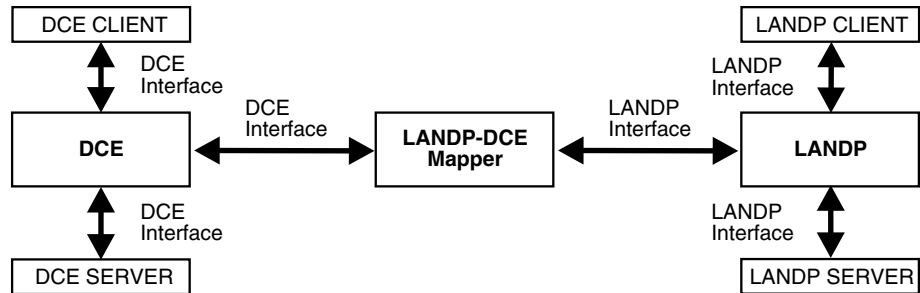 DCE CLIENT
LANDP CLIENT
DCE
Interface
LANDP
Interface
DCE
Interface
LANDP
Interface
DCE
LANDP-DCE
Mapper
LANDP
DCE
Interface
LANDP
Interface
DCE SERVER
LANDP SERVER